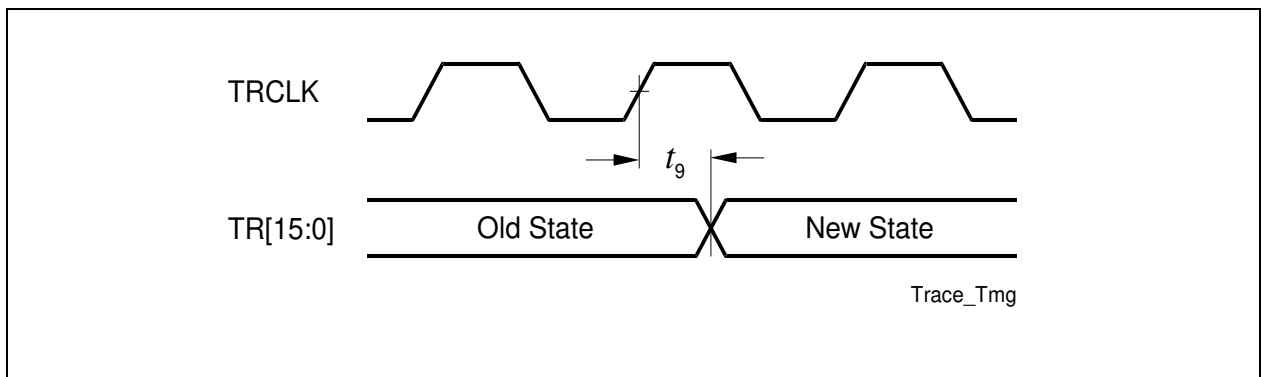 TRCLK
t9
TR[15:0]
Old State
New State
Trace_Tmg